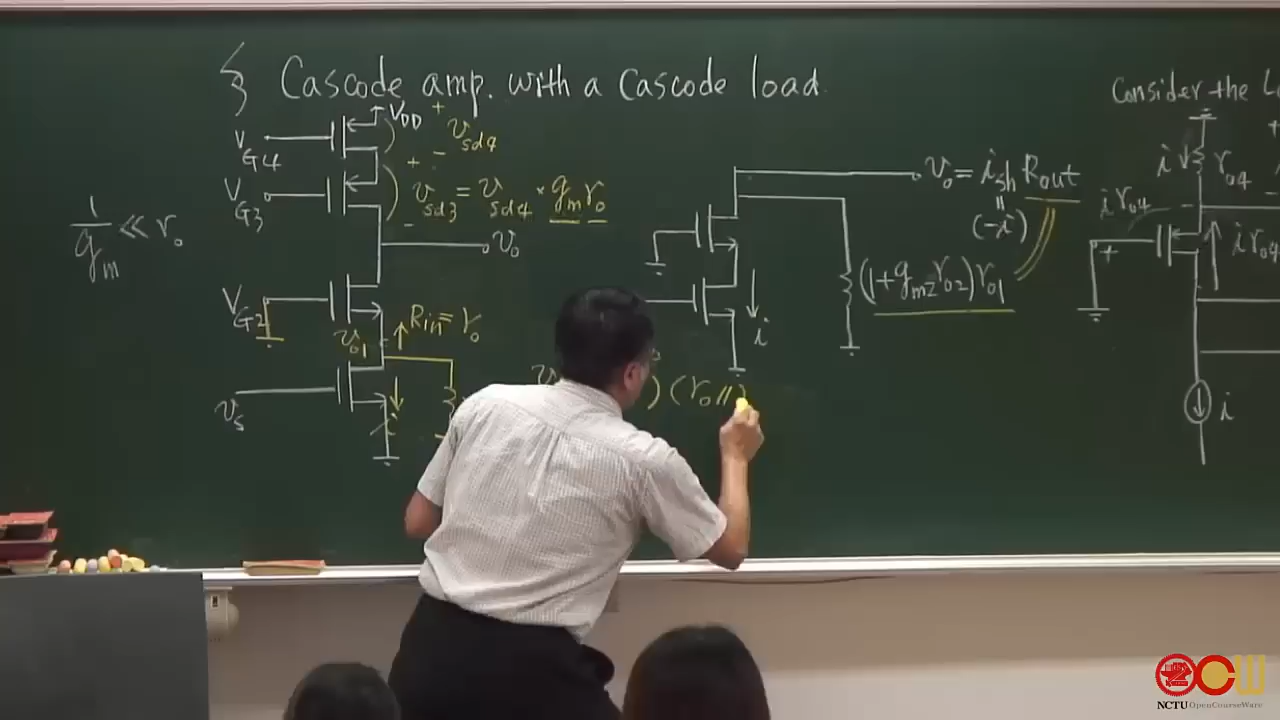 § Cascode amp. with a Cascode load.
V_DD
+
v_sd4
-
V_G4
V_G3
+
v_sd3 = v_sd4 * g_m r_o
-
1/g_m << r_o
v_o
V_G2
v_o1
R_in = r_o
v_s
i
) (r_o //
v_o = i_sh R_out
"
(-i)
(1+g_m2 r_o2) r_o1
i
Consider the
+
i r_o4
i r_o4
+
-
i r_o4
i
NCTU OpenCourseWare